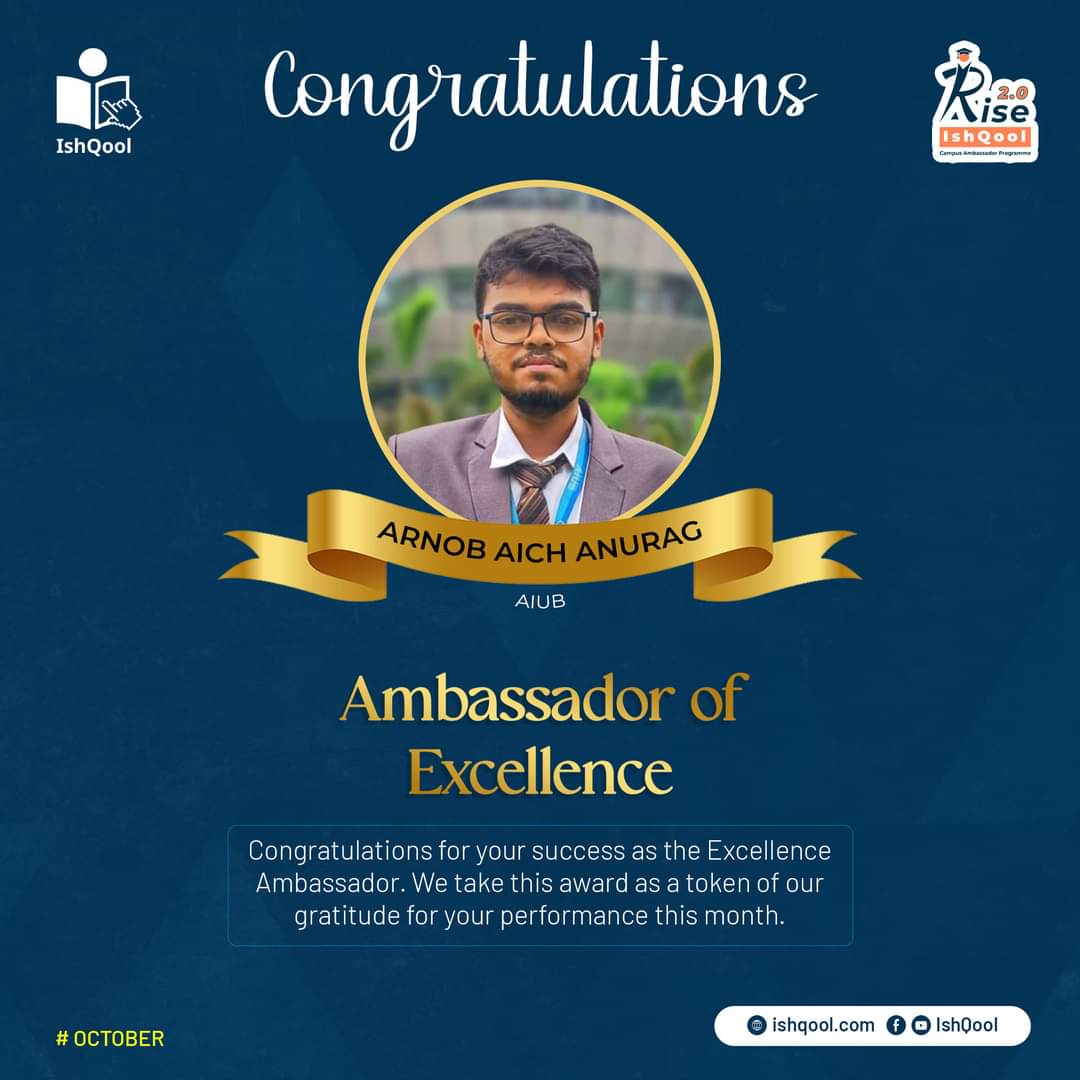 IshQool
Congratulations
Rise 2.0
IshQool
Campus Ambassador Programme
ARNOB AICH ANURAG
AIUB
Ambassador of
Excellence
Congratulations for your success as the Excellence
Ambassador. We take this award as a token of our
gratitude for your performance this month.
# OCTOBER
ishqool.com IshQool